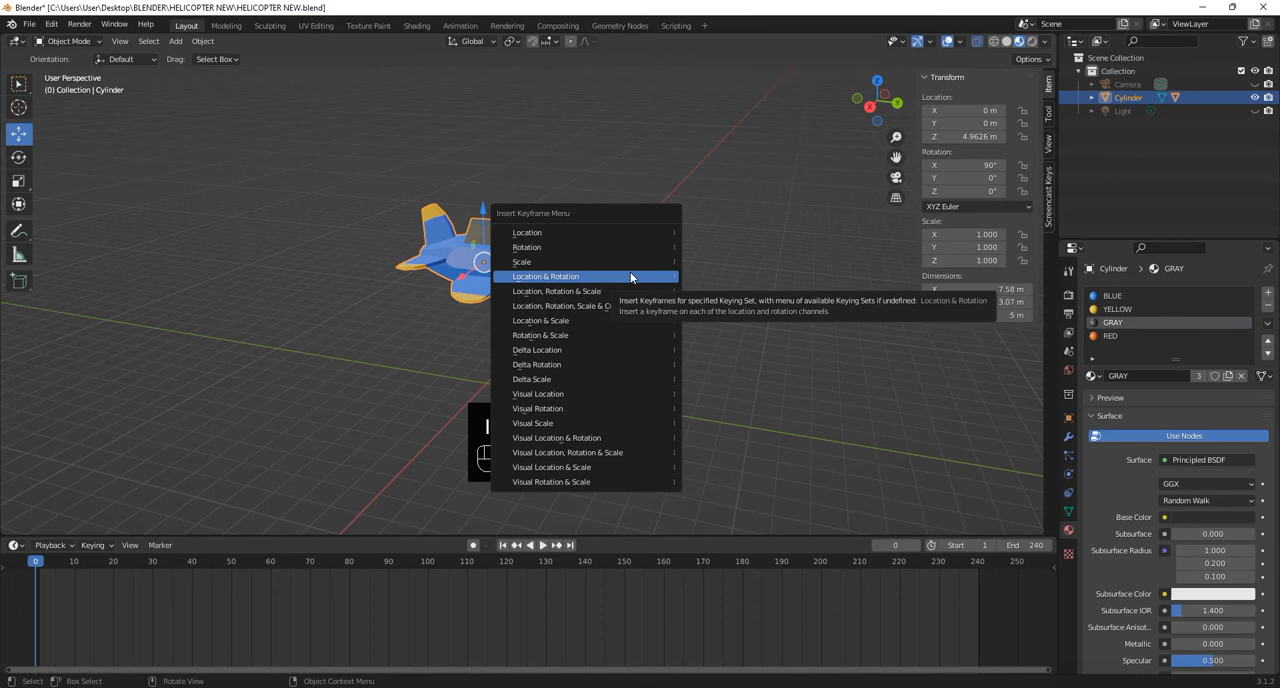 Blender* [C:\Users\User\Desktop\BLENDER\HELICOPTER NEW\HELICOPTER NEW.blend]
File Edit Render Window Help Layout Modeling Sculpting UV Editing Texture Paint Shading Animation Rendering Compositing Geometry Nodes Scripting + Scene ViewLayer
Object Mode View Select Add Object Global
Orientation: Default Drag: Select Box Options
User Perspective
(0) Collection | Cylinder
Transform
Location:
X 0 m
Y 0 m
Z 4.9626 m
Rotation:
X 90°
Y 0°
Z 0°
XYZ Euler
Scale:
X 1.000
Y 1.000
Z 1.000
Dimensions:
X 7.58 m
3.07 m
5 m
Item
Tool
View
Screencast Keys
X
Y
Z
Insert Keyframe Menu
Location I
Rotation I
Scale I
Location & Rotation I
Location, Rotation & Scale
Location, Rotation, Scale & C
Location & Scale I
Rotation & Scale I
Delta Location I
Delta Rotation I
Delta Scale I
Visual Location I
Visual Rotation I
Visual Scale I
Visual Location & Rotation I
Visual Location, Rotation & Scale I
Visual Location & Scale I
Visual Rotation & Scale I
Insert Keyframes for specified Keying Set, with menu of available Keying Sets if undefined: Location & Rotation
Insert a keyframe on each of the location and rotation channels
I
Scene Collection
Collection
Camera
Cylinder
Light
Cylinder > GRAY
BLUE
YELLOW
GRAY
RED
GRAY 3
Preview
Surface
Use Nodes
Surface Principled BSDF
GGX
Random Walk
Base Color
Subsurface 0.000
Subsurface Radius 1.000
0.200
0.100
Subsurface Color
Subsurface IOR 1.400
Subsurface Anisot... 0.000
Metallic 0.000
Specular 0.500
Playback Keying View Marker 0 Start 1 End 240
0 10 20 30 40 50 60 70 80 90 100 110 120 130 140 150 160 170 180 190 200 210 220 230 240 250
Select Box Select Rotate View Object Context Menu 3.1.2